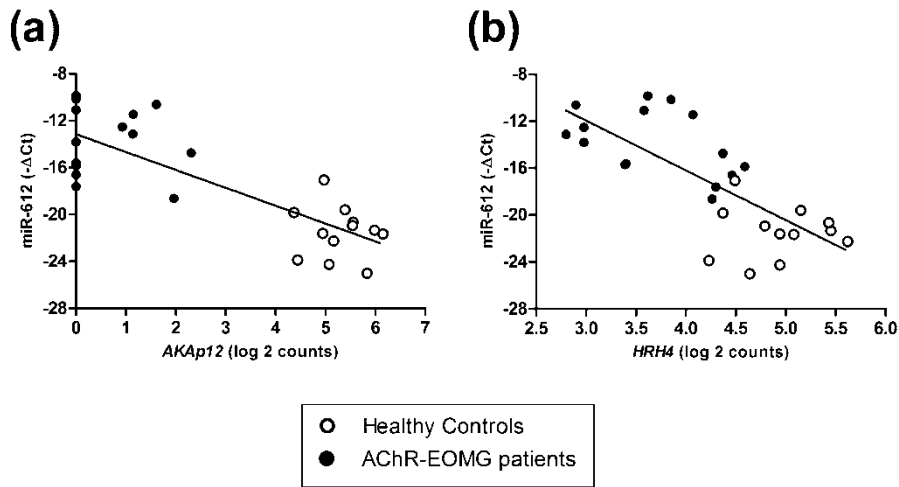 (a)
(b)
-8
-12
-16
-20
-24
-28
miR-612 (-ΔCt)
0 1 2 3 4 5 6 7
AKAp12 (log 2 counts)
-8
-12
-16
-20
-24
-28
miR-612 (-ΔCt)
2.5 3.0 3.5 4.0 4.5 5.0 5.5 6.0
HRH4 (log 2 counts)
Healthy Controls
AChR-EOMG patients